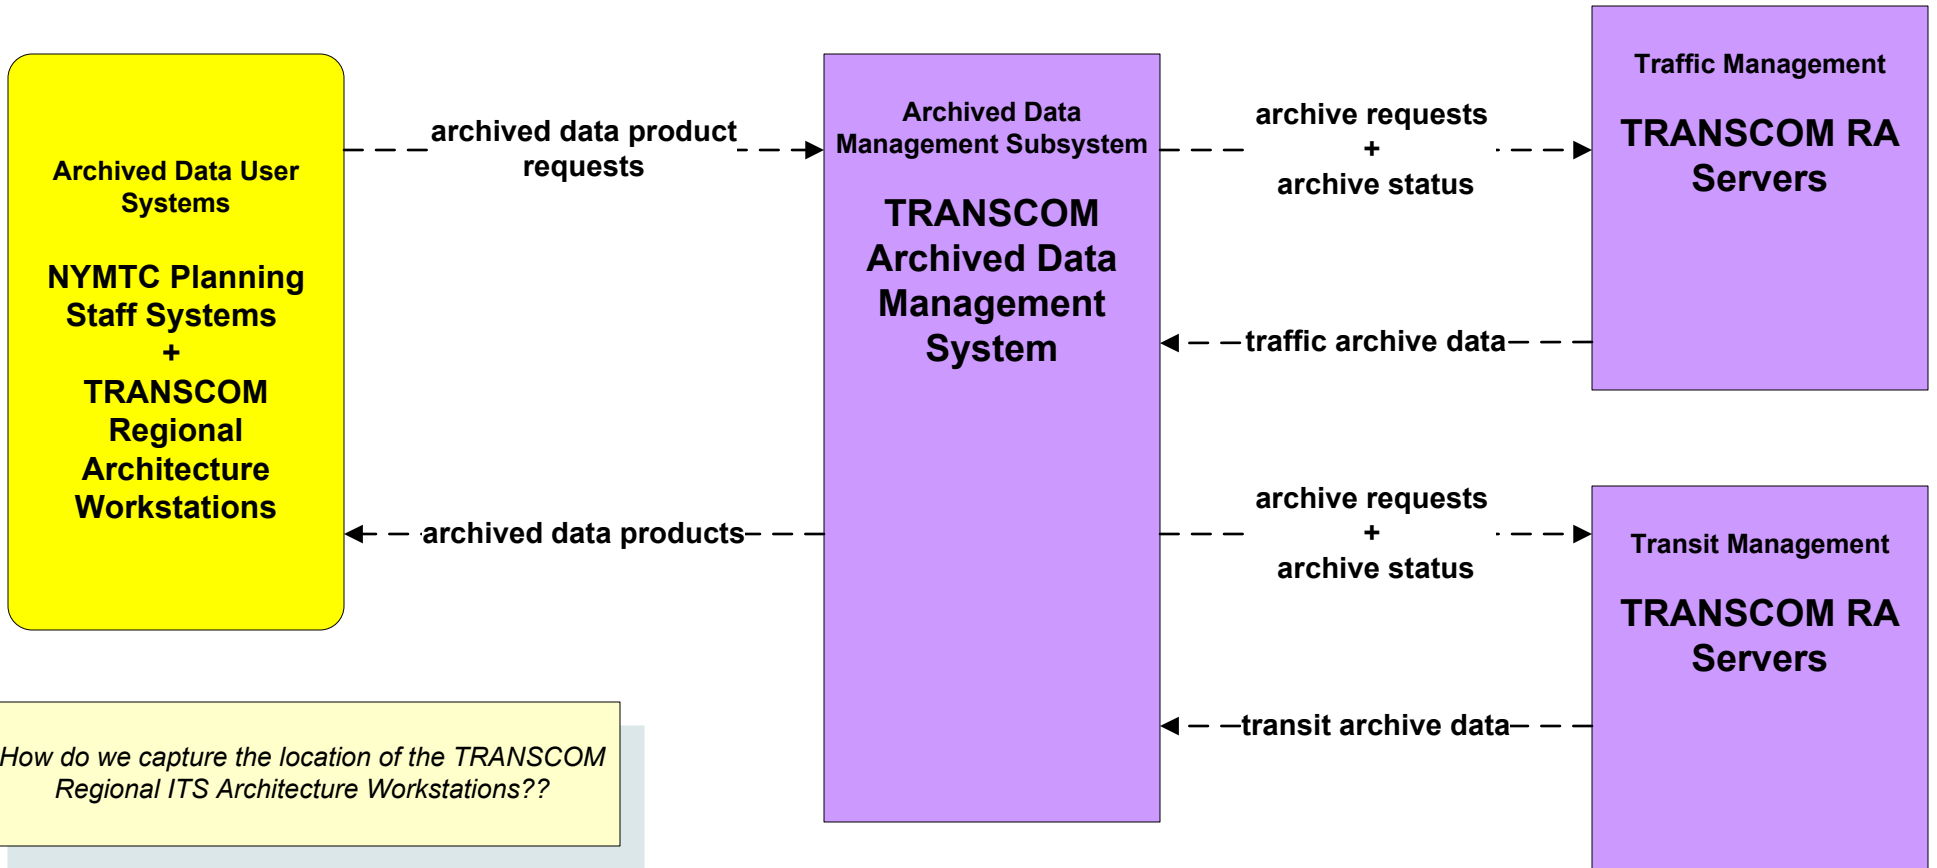 Archived Data User
Systems
NYMTC Planning
Staff Systems
+
TRANSCOM
Regional
Architecture
Workstations
archived data product
requests
archived data products
Archived Data
Management Subsystem
TRANSCOM
Archived Data
Management
System
archive requests
+
archive status
traffic archive data
archive requests
+
archive status
transit archive data
Traffic Management
TRANSCOM RA
Servers
Transit Management
TRANSCOM RA
Servers
How do we capture the location of the TRANSCOM
Regional ITS Architecture Workstations??